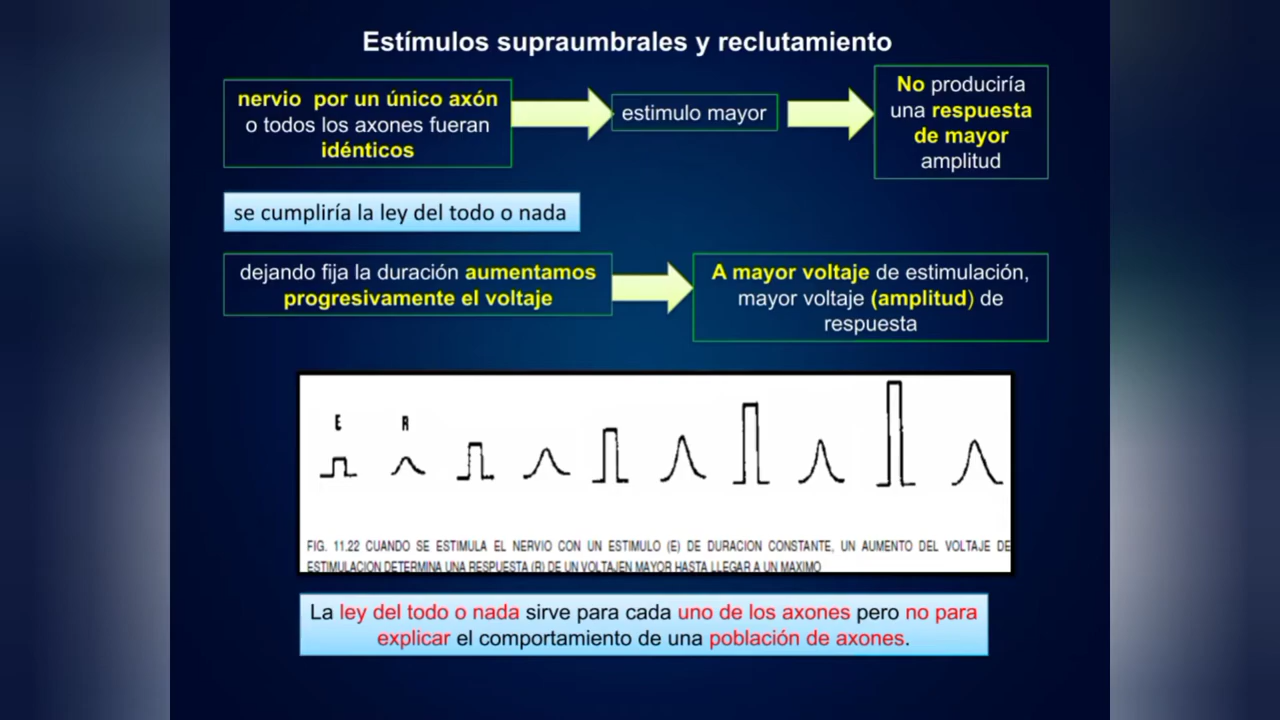 Estímulos supraumbrales y reclutamiento
nervio por un único axón
o todos los axones fueran
idénticos
estimulo mayor
No produciría
una respuesta
de mayor
amplitud
se cumpliría la ley del todo o nada
dejando fija la duración aumentamos
progresivamente el voltaje
A mayor voltaje de estimulación,
mayor voltaje (amplitud) de
respuesta
E R
FIG. 11.22 CUANDO SE ESTIMULA EL NERVIO CON UN ESTIMULO (E) DE DURACION CONSTANTE, UN AUMENTO DEL VOLTAJE DE
ESTIMULACION DETERMINA UNA RESPUESTA (R) DE UN VOLTAJEN MAYOR HASTA LLEGAR A UN MAXIMO
La ley del todo o nada sirve para cada uno de los axones pero no para
explicar el comportamiento de una población de axones.